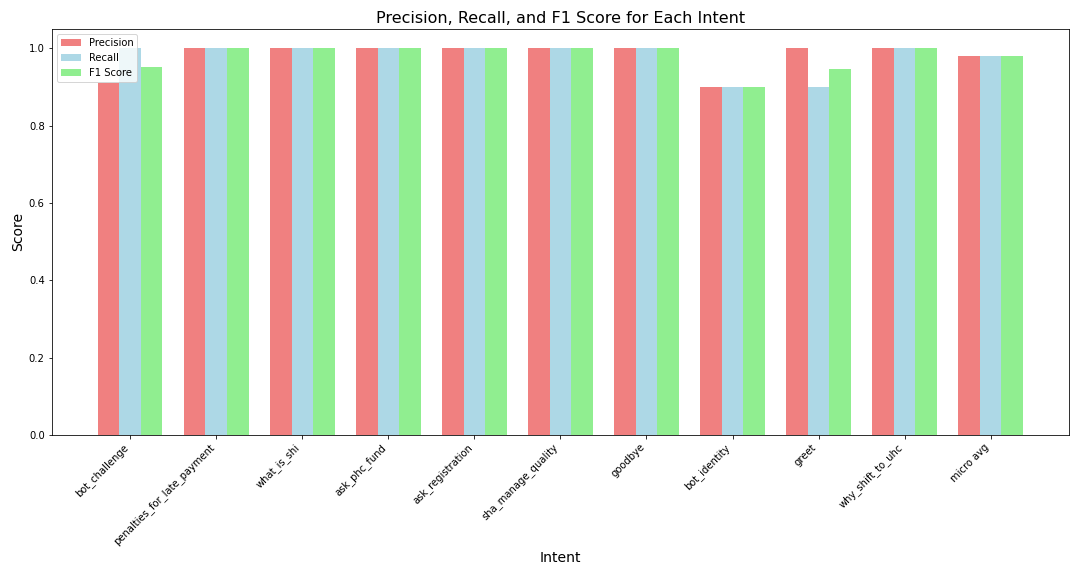 Precision, Recall, and F1 Score for Each Intent
Precision
Recall
F1 Score
1.0
0.8
0.6
0.4
0.2
0.0
Score
bot_challenge
penalties_for_late_payment
what_is_shi
ask_phc_fund
ask_registration
sha_manage_quality
goodbye
bot_identity
greet
why_shift_to_uhc
micro avg
Intent